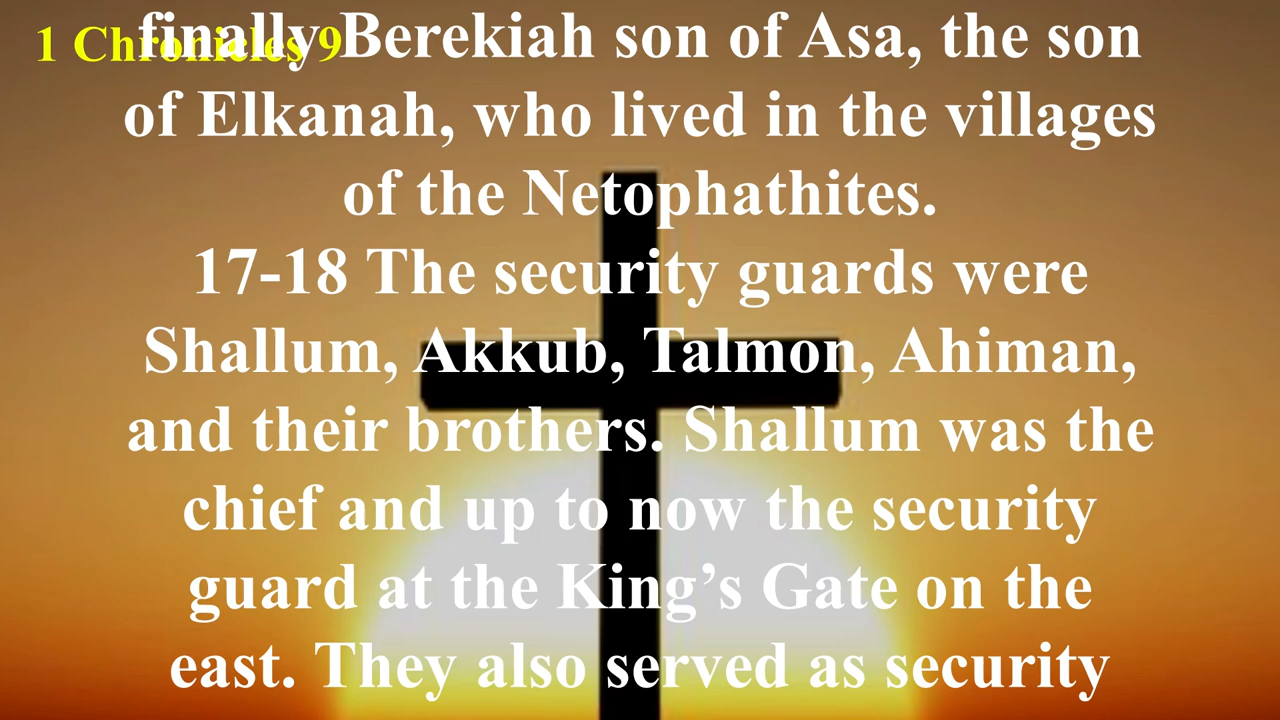 1 Chronicles 9
finally Berekiah son of Asa, the son
of Elkanah, who lived in the villages
of the Netophathites.
17-18 The security guards were
Shallum, Akkub, Talmon, Ahiman,
and their brothers. Shallum was the
chief and up to now the security
guard at the King’s Gate on the
east. They also served as security